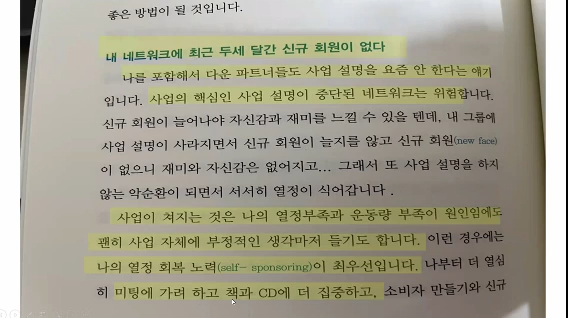 좋은 방법이 될 것입니다.
내 네트워크에 최근 두세 달간 신규 회원이 없다
나를 포함해서 다운 파트너들도 사업 설명을 요즘 안 한다는 얘기
입니다. 사업의 핵심인 사업 설명이 중단된 네트워크는 위험합니다.
신규 회원이 늘어나야 자신감과 재미를 느낄 수 있을 텐데, 내 그룹에
사업 설명이 사라지면서 신규 회원이 늘지를 않고 신규 회원(new face)
이 없으니 재미와 자신감은 없어지고... 그래서 또 사업 설명을 하지
않는 악순환이 되면서 서서히 열정이 식어갑니다 .
사업이 쳐지는 것은 나의 열정부족과 운동량 부족이 원인임에도
괜히 사업 자체에 부정적인 생각마저 들기도 합니다. 이런 경우에는
나의 열정 회복 노력(self- sponsoring)이 최우선입니다. 나부터 더 열심
히 미팅에 가려 하고 책과 CD에 더 집중하고, 소비자 만들기와 신규